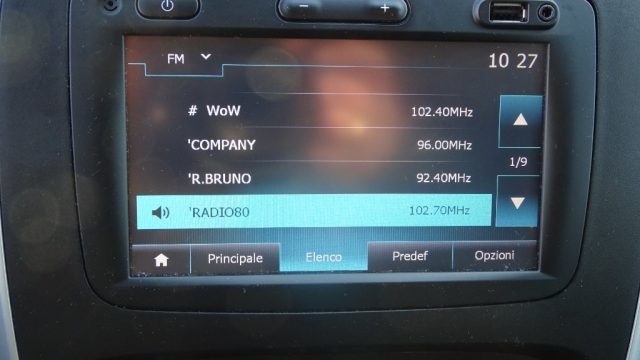 − +
FM 10 27
# WoW 102.40MHz
'COMPANY 96.00MHz
1/9
'R.BRUNO 92.40MHz
'RADIO80 102.70MHz
Principale Elenco Predef Opzioni